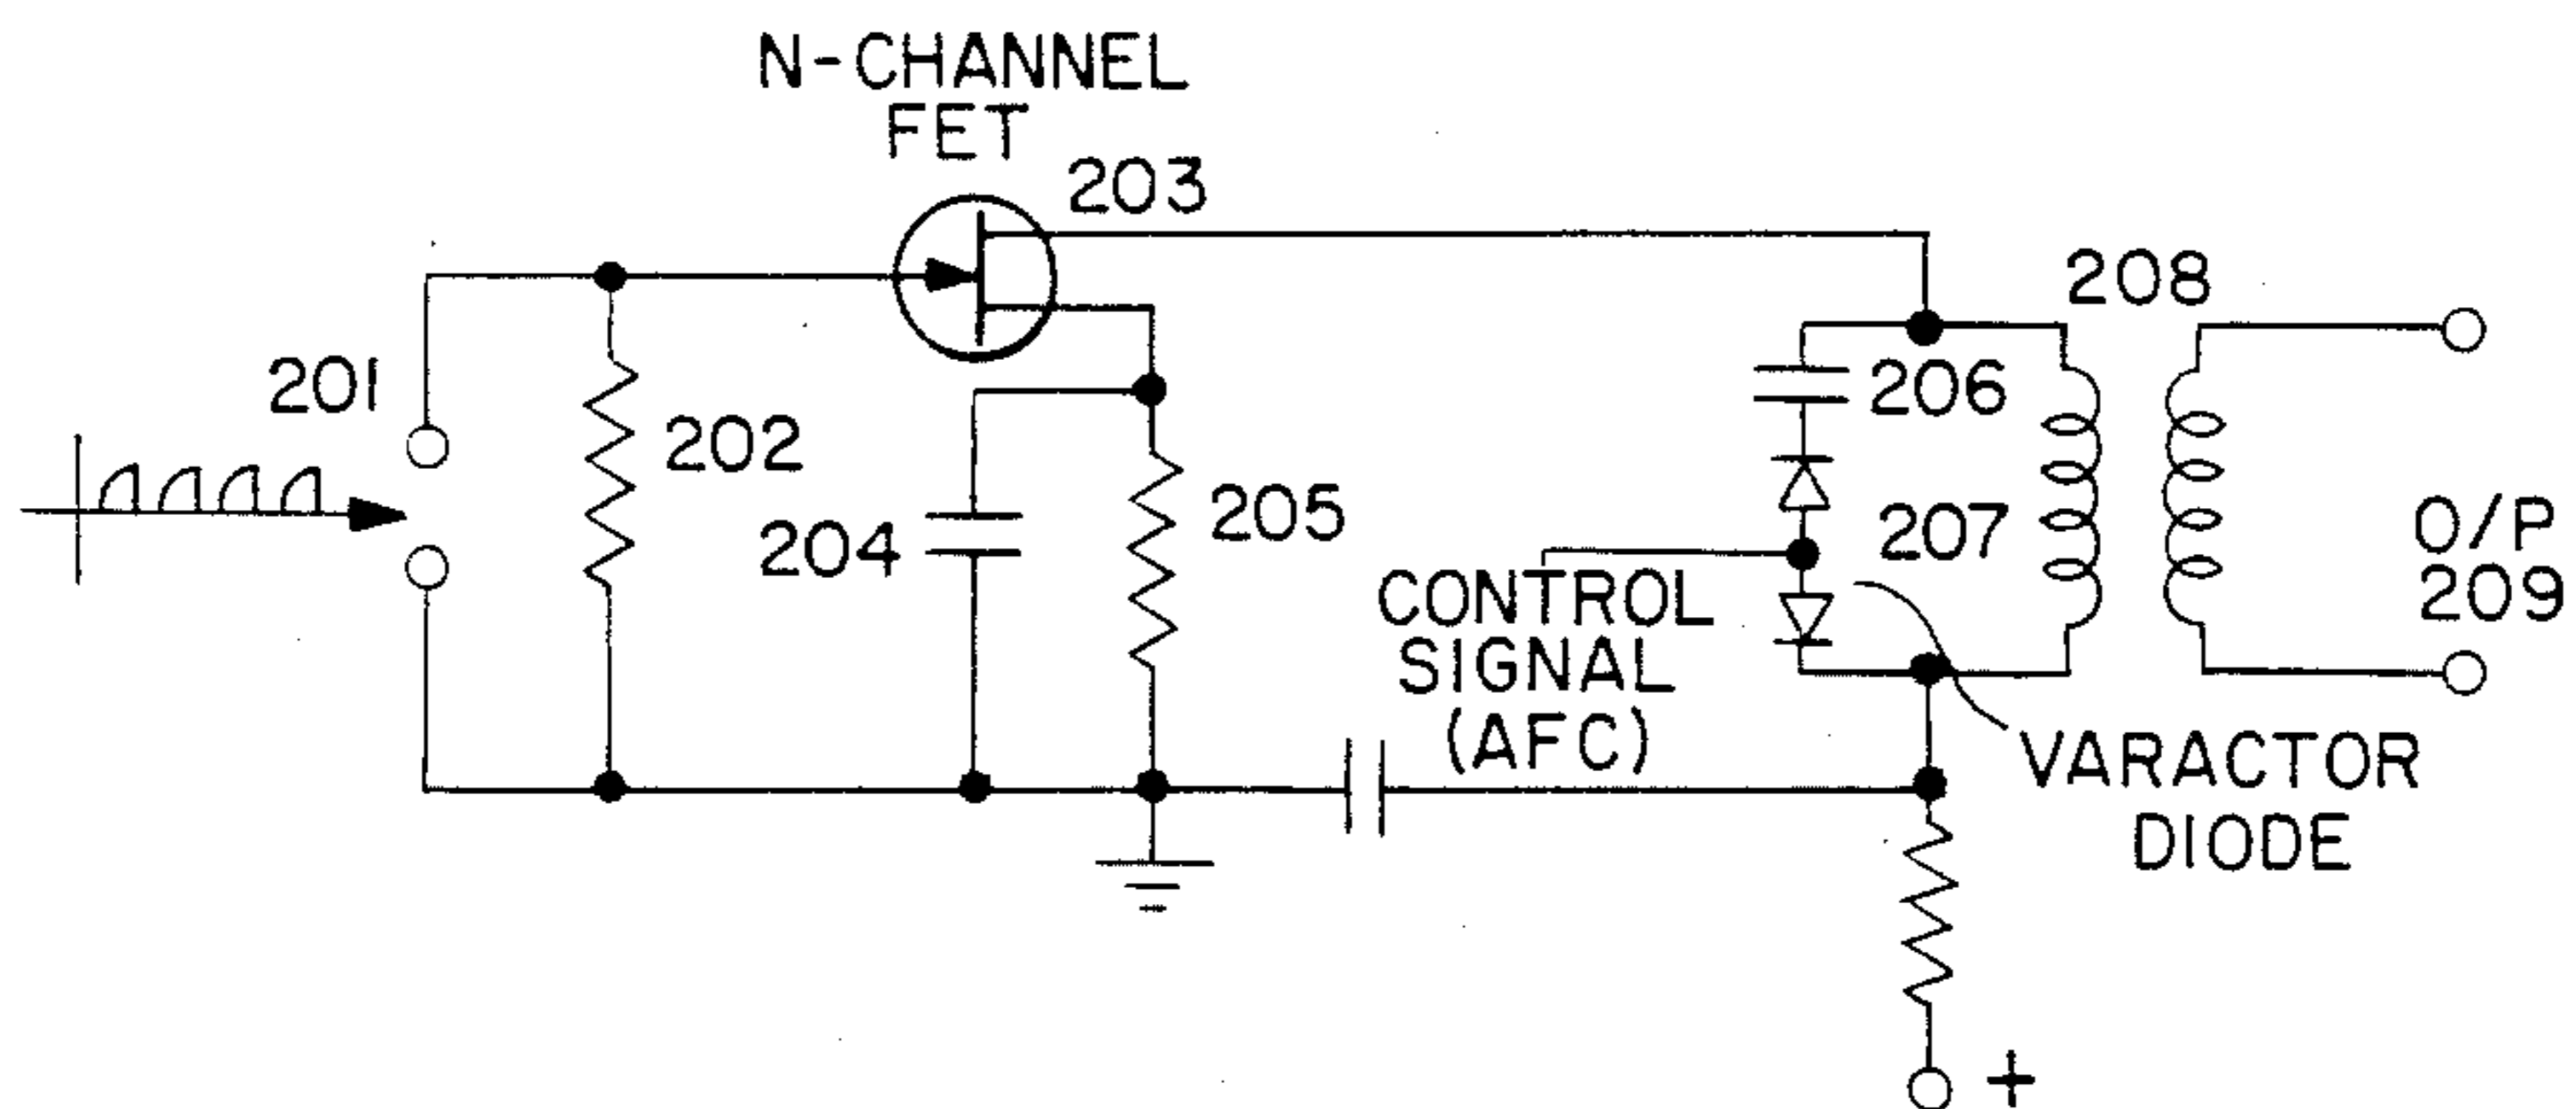 N-CHANNEL
FET
203
201
202
204
205
206
207
208
CONTROL
SIGNAL
(AFC)
O/P
209
VARACTOR
DIODE
+